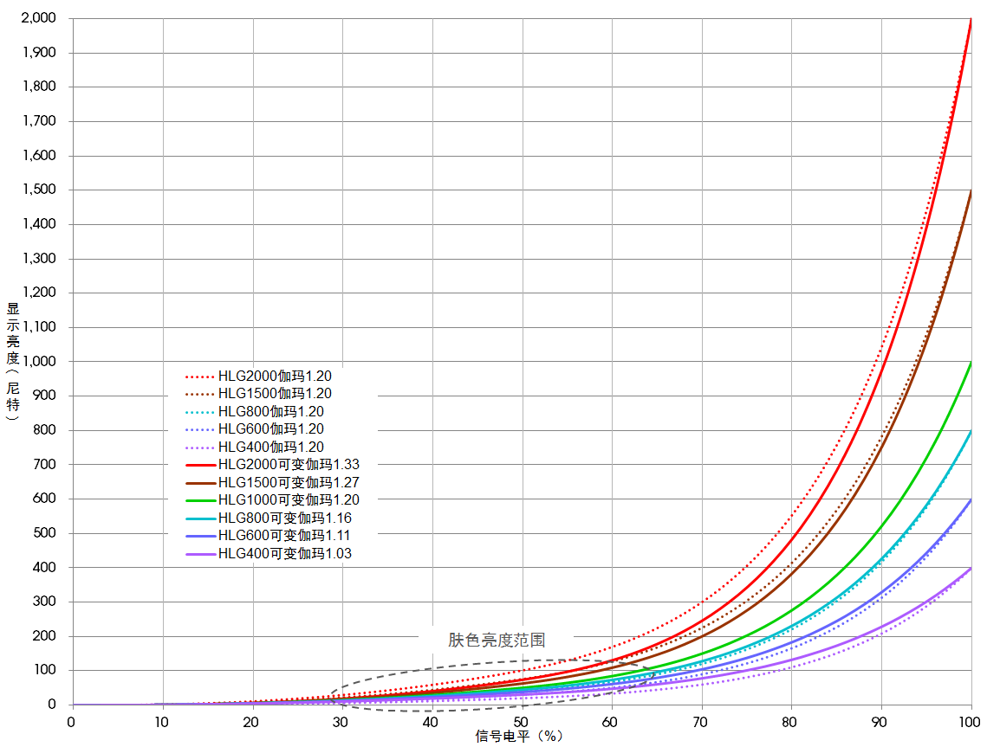 2,000
1,900
1,800
1,700
1,600
1,500
1,400
1,300
1,200
1,100
1,000
900
800
700
600
500
400
300
200
100
0
显示亮度（尼特）
HLG2000伽玛1.20
HLG1500伽玛1.20
HLG800伽玛1.20
HLG600伽玛1.20
HLG400伽玛1.20
HLG2000可变伽玛1.33
HLG1500可变伽玛1.27
HLG1000可变伽玛1.20
HLG800可变伽玛1.16
HLG600可变伽玛1.11
HLG400可变伽玛1.03
肤色亮度范围
0 10 20 30 40 50 60 70 80 90 100
信号电平（%）